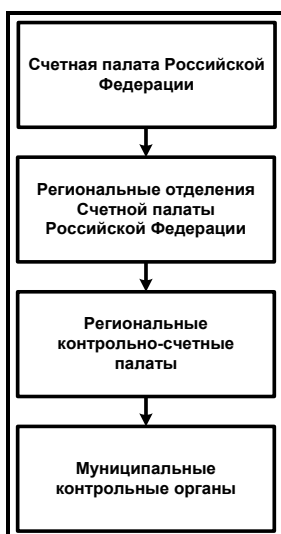 Счетная палата Российской
Федерации
Региональные отделения
Счетной палаты
Российской Федерации
Региональные
контрольно-счетные
палаты
Муниципальные
контрольные органы